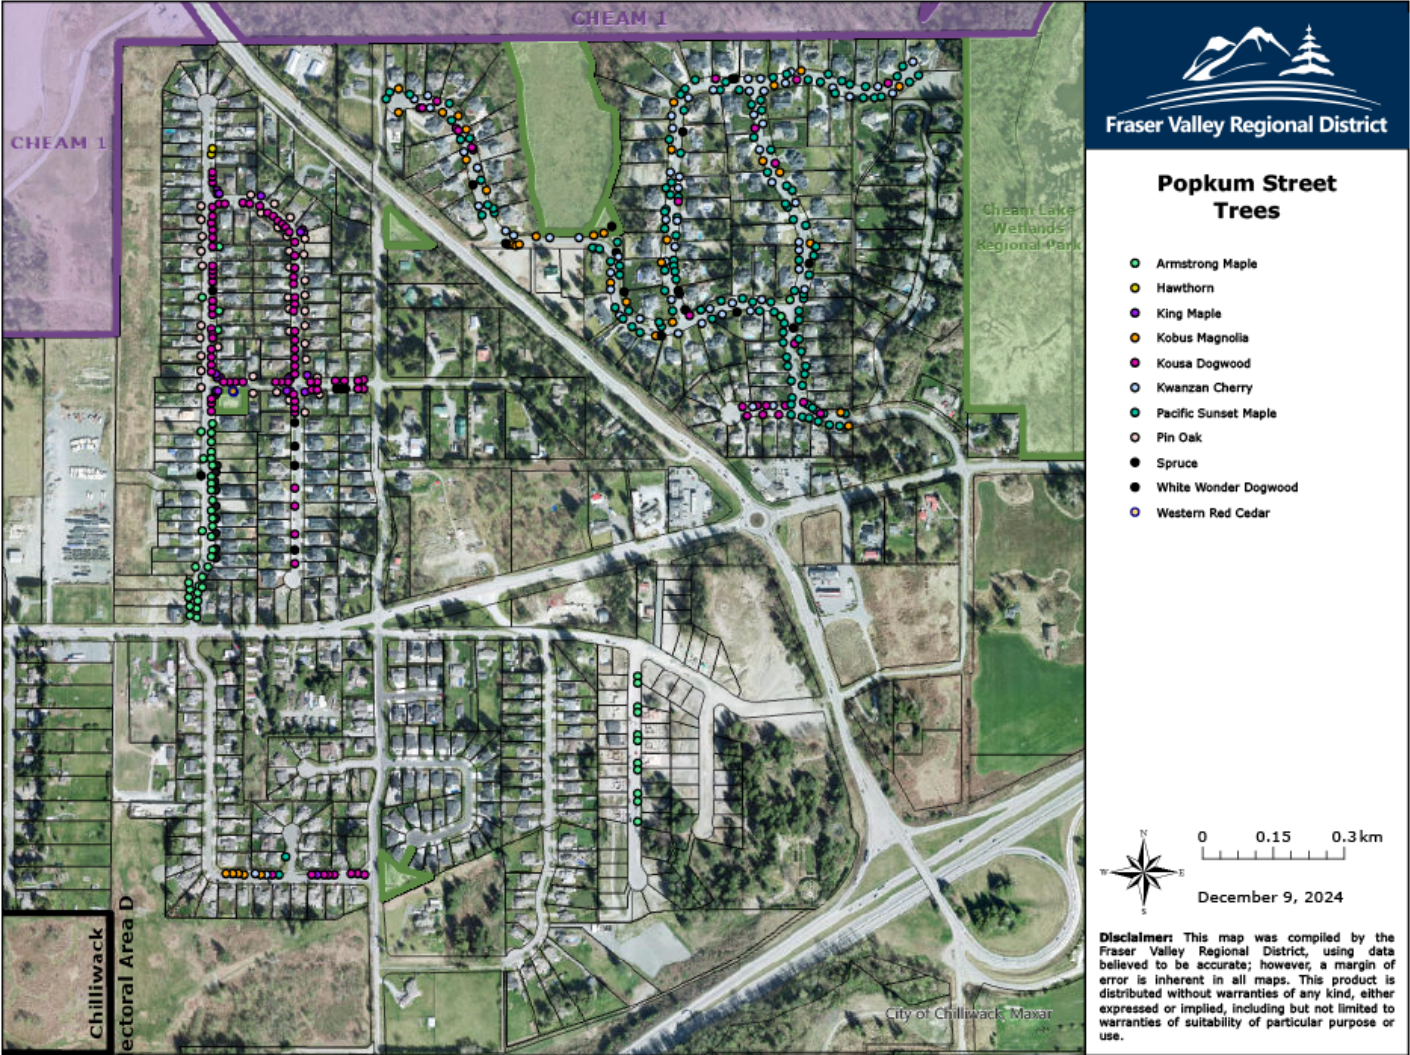 CHEAM 1
CHEAM 1
Cheam Lake
Wetlands
Regional Park
Chilliwack
ectoral Area D
City of Chilliwack, Maxar
Fraser Valley Regional District
Popkum Street
Trees
Armstrong Maple
Hawthorn
King Maple
Kobus Magnolia
Kousa Dogwood
Kwanzan Cherry
Pacific Sunset Maple
Pin Oak
Spruce
White Wonder Dogwood
Western Red Cedar
N
W E
S
0 0.15 0.3 km
December 9, 2024
Disclaimer: This map was compiled by the
Fraser Valley Regional District, using data
believed to be accurate; however, a margin of
error is inherent in all maps. This product is
distributed without warranties of any kind, either
expressed or implied, including but not limited to
warranties of suitability of particular purpose or
use.